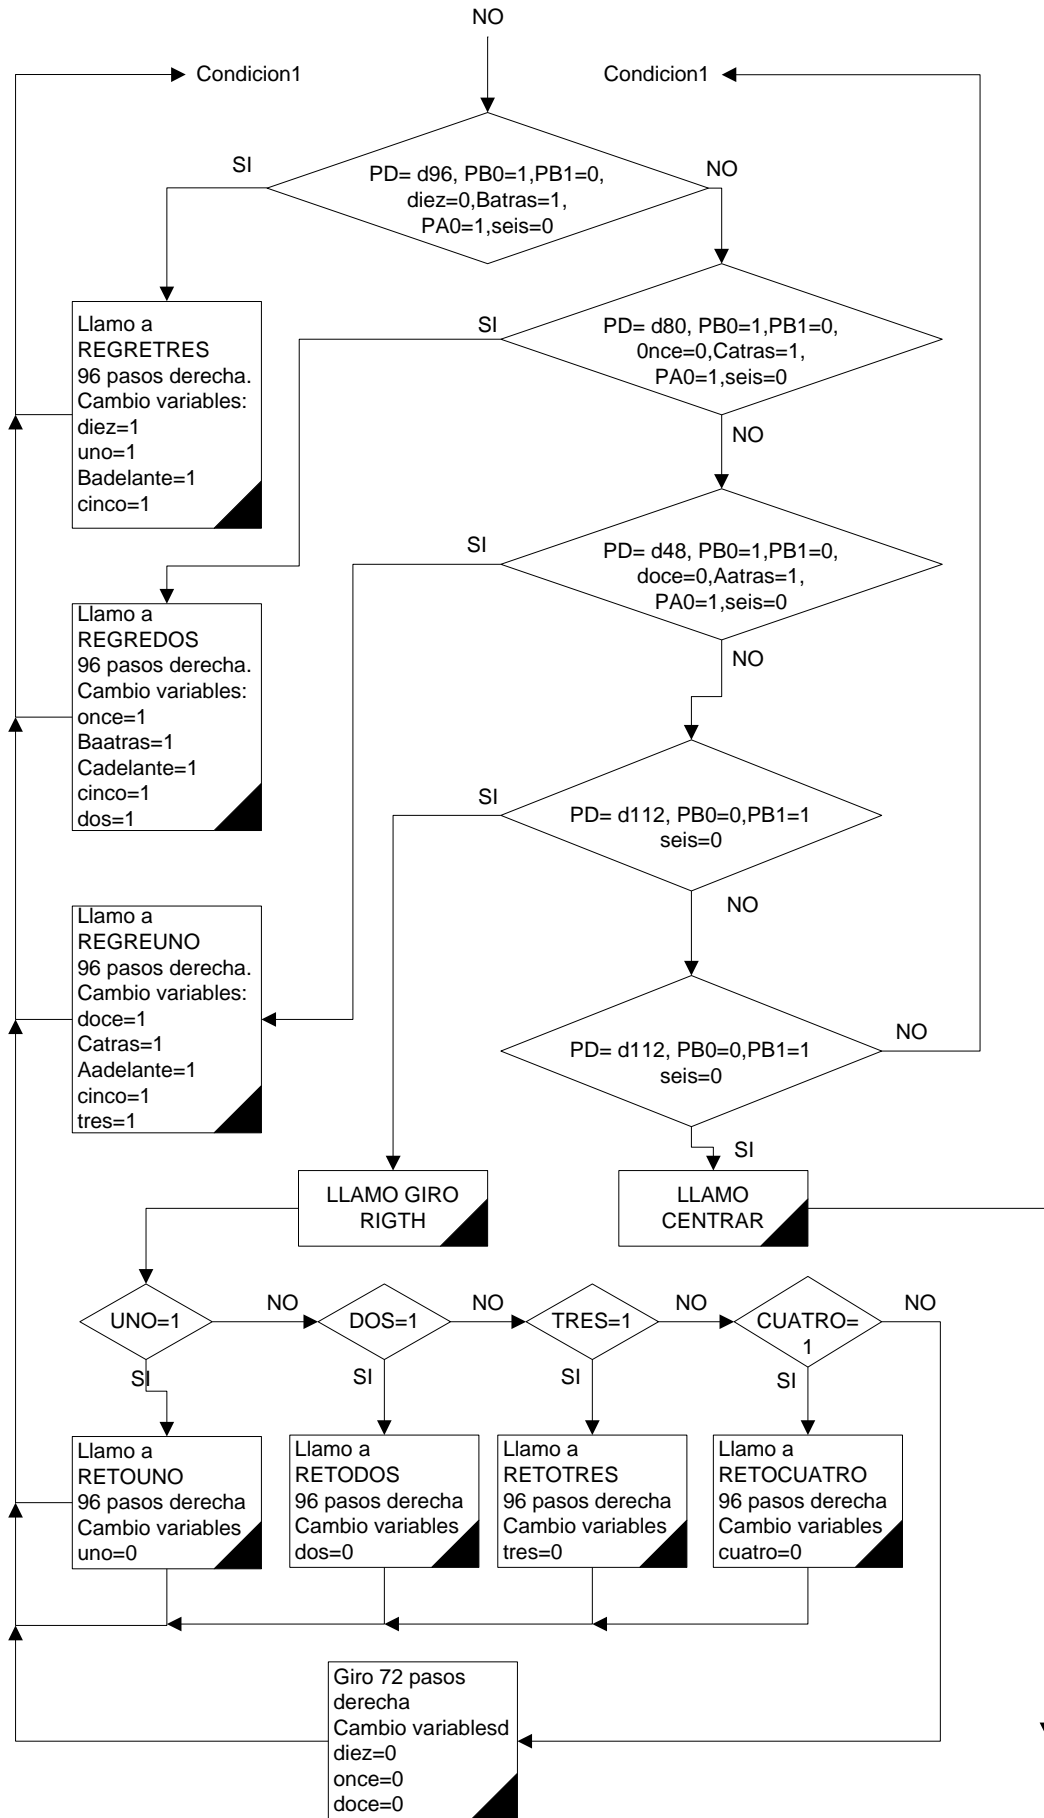 NO
Condicion1
Condicion1
SI
PD= d96, PB0=1,PB1=0,
diez=0,Batras=1,
PA0=1,seis=0
NO
Llamo a
REGRETRES
96 pasos derecha.
Cambio variables:
diez=1
uno=1
Badelante=1
cinco=1
SI
PD= d80, PB0=1,PB1=0,
0nce=0,Catras=1,
PA0=1,seis=0
NO
SI
PD= d48, PB0=1,PB1=0,
doce=0,Aatras=1,
PA0=1,seis=0
NO
Llamo a
REGREDOS
96 pasos derecha.
Cambio variables:
once=1
Baatras=1
Cadelante=1
cinco=1
dos=1
SI
PD= d112, PB0=0,PB1=1
seis=0
NO
Llamo a
REGREUNO
96 pasos derecha.
Cambio variables:
doce=1
Catras=1
Aadelante=1
cinco=1
tres=1
PD= d112, PB0=0,PB1=1
seis=0
NO
SI
LLAMO GIRO
RIGTH
LLAMO
CENTRAR
UNO=1
NO
DOS=1
NO
TRES=1
NO
CUATRO=
1
NO
SI
SI
SI
SI
Llamo a
RETOUNO
96 pasos derecha
Cambio variables
uno=0
Llamo a
RETODOS
96 pasos derecha
Cambio variables
dos=0
Llamo a
RETOTRES
96 pasos derecha
Cambio variables
tres=0
Llamo a
RETOCUATRO
96 pasos derecha
Cambio variables
cuatro=0
Giro 72 pasos
derecha
Cambio variablesd
diez=0
once=0
doce=0